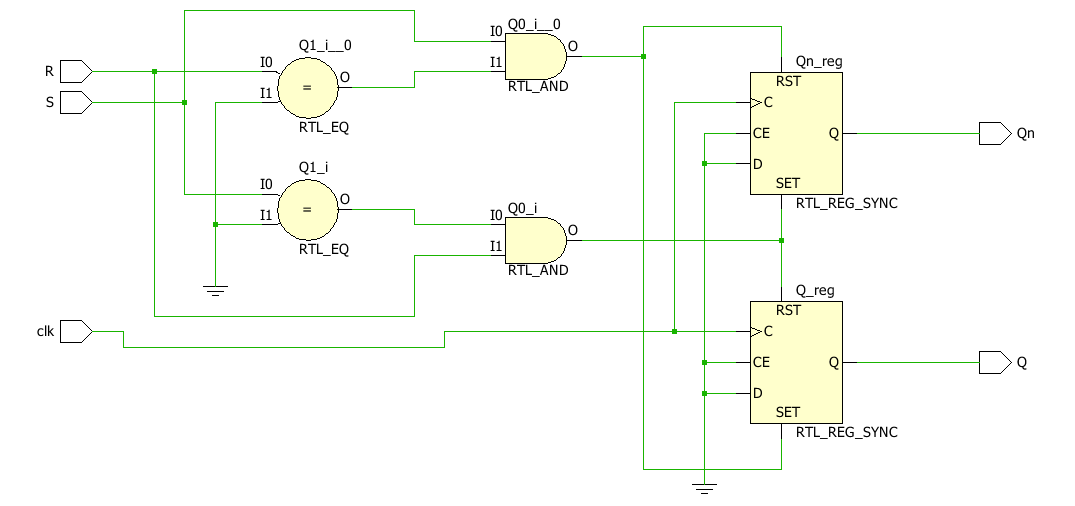 Q0_i__0
Q1_i__0
I0
O
I1
RTL_AND
R
I0
O
=
S
I1
RTL_EQ
Qn_reg
RST
C
CE
Q
Qn
D
SET
RTL_REG_SYNC
Q1_i
I0
O
=
I1
RTL_EQ
Q0_i
I0
O
I1
RTL_AND
clk
Q_reg
RST
C
CE
Q
Q
D
SET
RTL_REG_SYNC